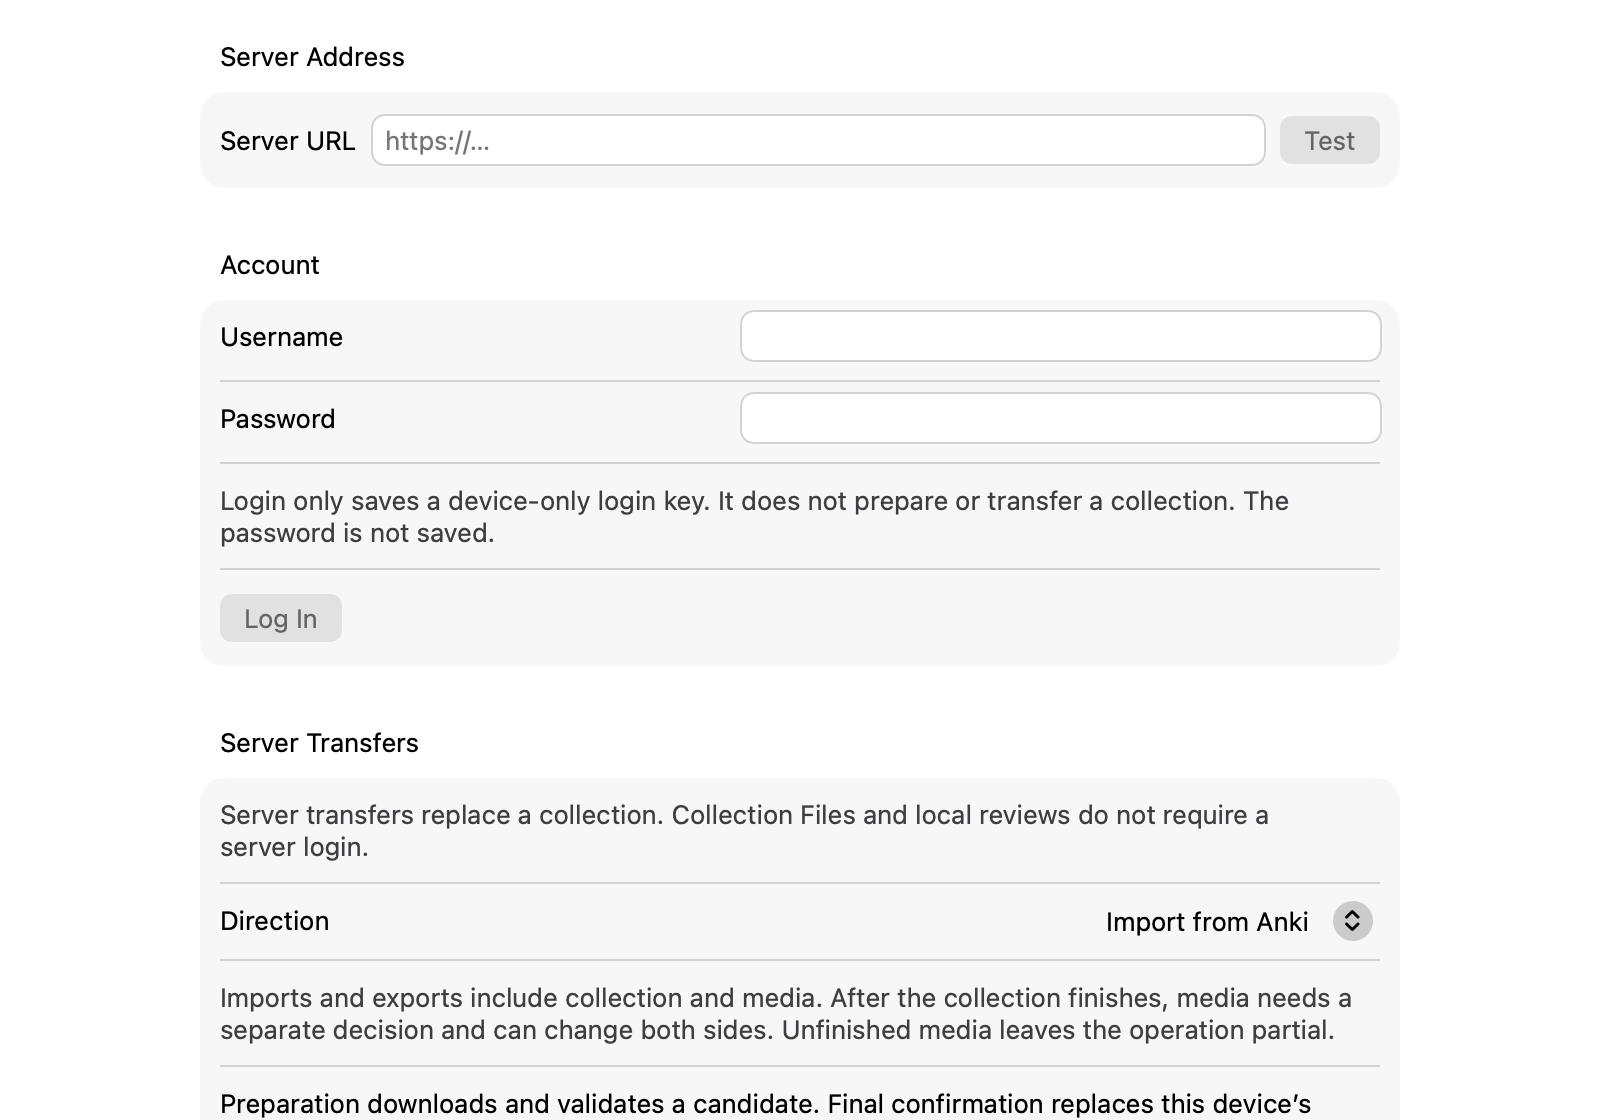 Server Address
Server URL https://... Test
Account
Username
Password
Login only saves a device-only login key. It does not prepare or transfer a collection. The
password is not saved.
Log In
Server Transfers
Server transfers replace a collection. Collection Files and local reviews do not require a
server login.
Direction Import from Anki
Imports and exports include collection and media. After the collection finishes, media needs a
separate decision and can change both sides. Unfinished media leaves the operation partial.
Preparation downloads and validates a candidate. Final confirmation replaces this device’s